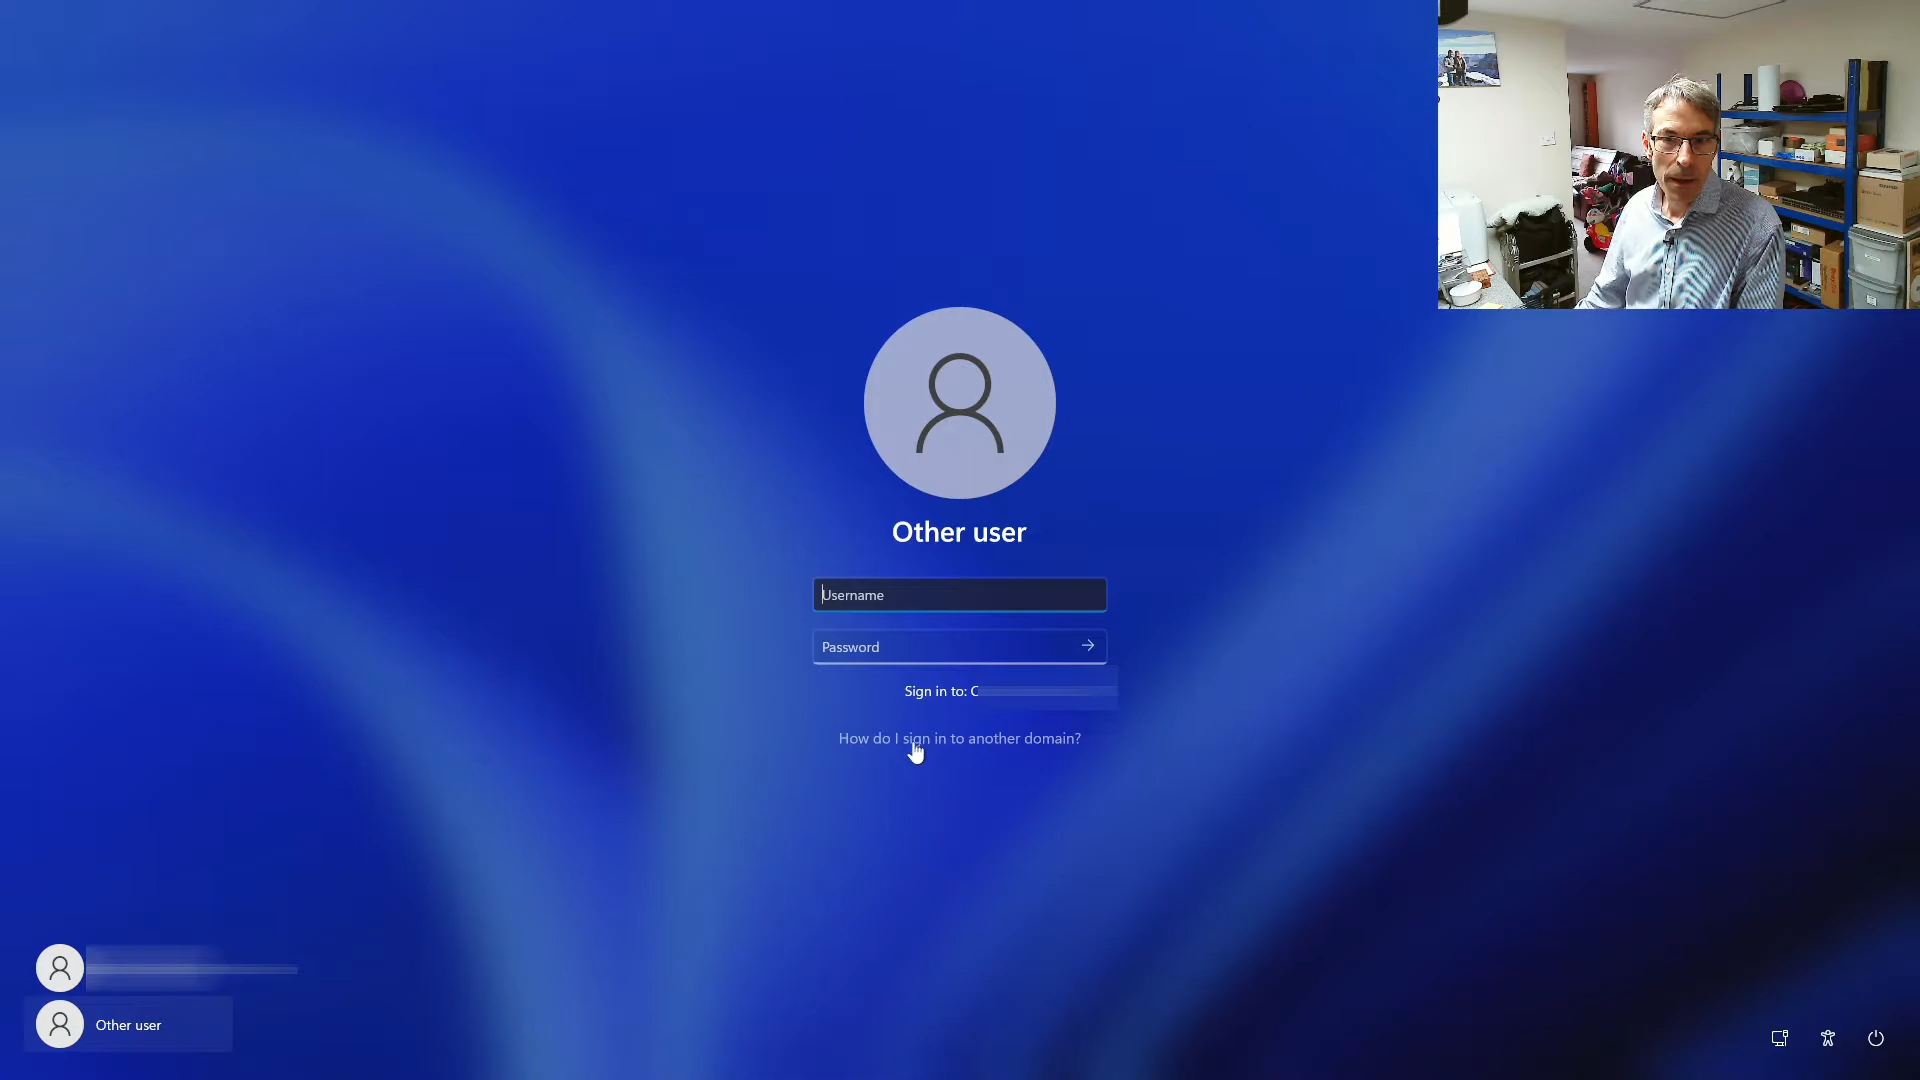 Other user
Username
Password
Sign in to: C
How do I sign in to another domain?
Other user